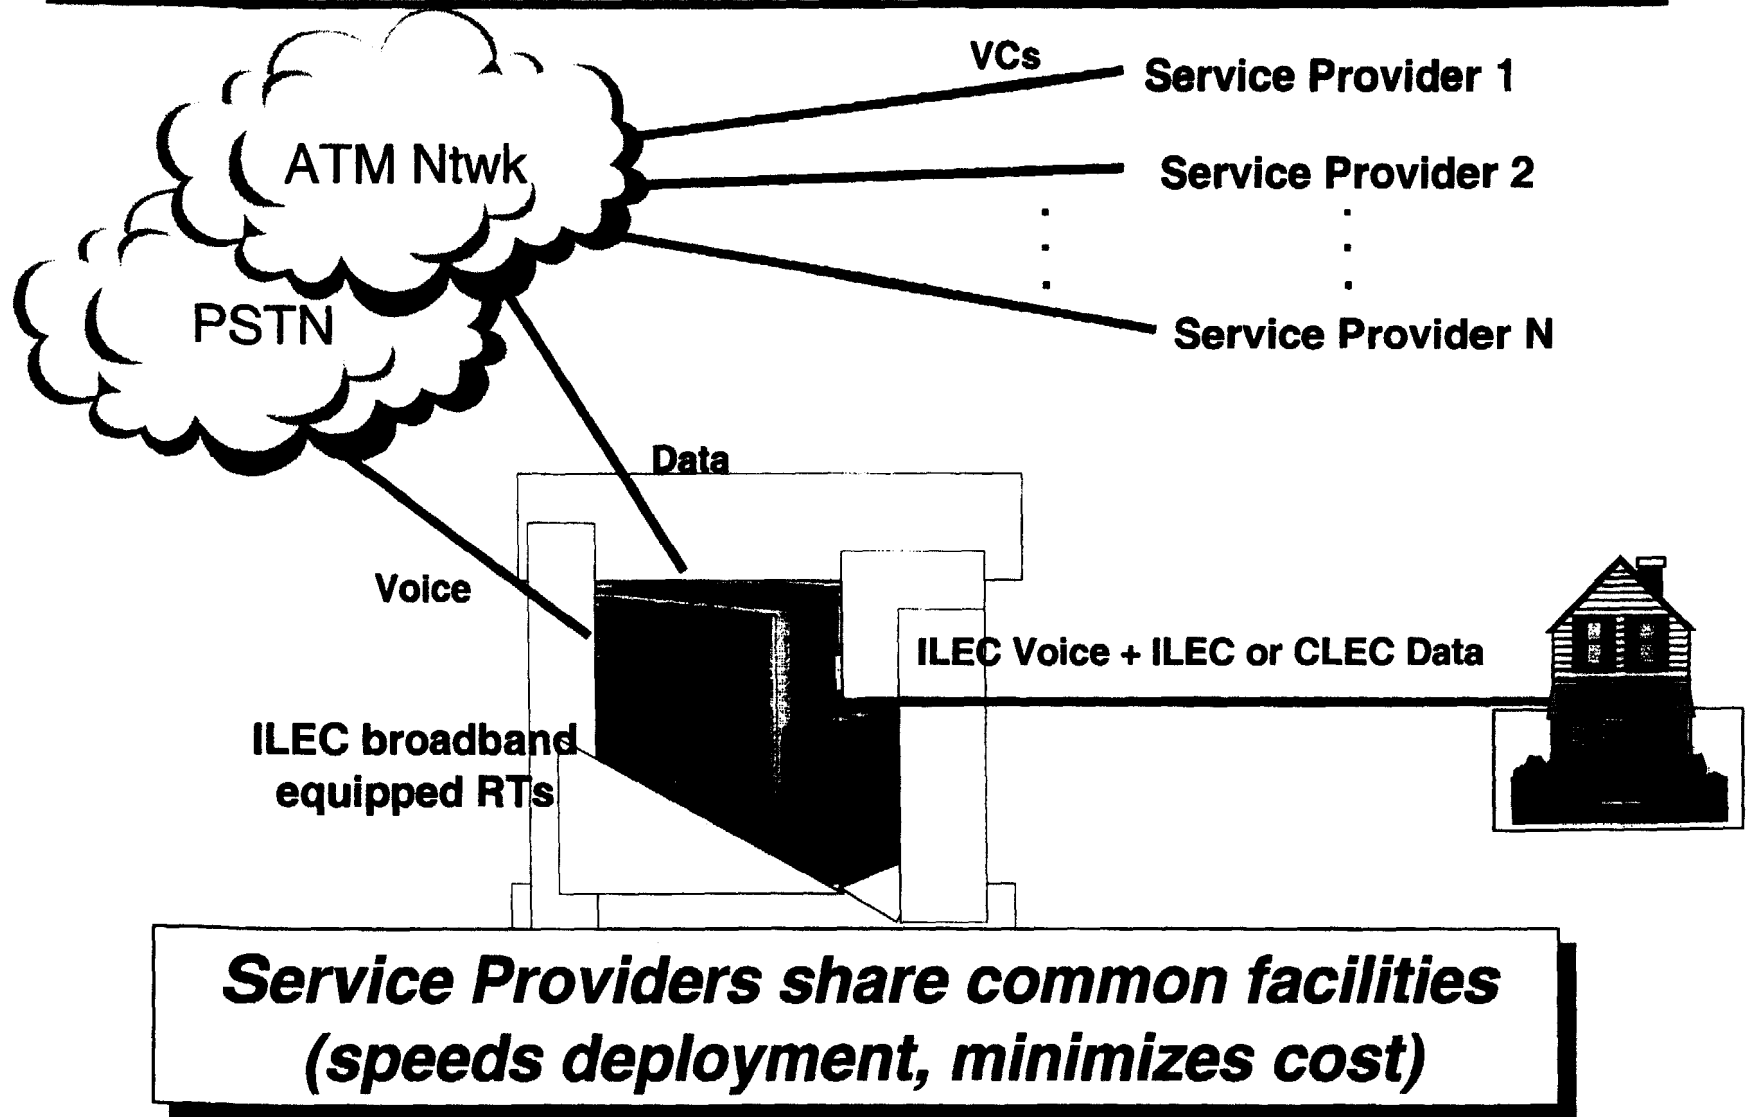 VCs
Service Provider 1
ATM Ntwk
Service Provider 2
PSTN
Service Provider N
Data
Voice
ILEC Voice + ILEC or CLEC Data
ILEC broadband
equipped RTs
Service Providers share common facilities
(speeds deployment, minimizes cost)